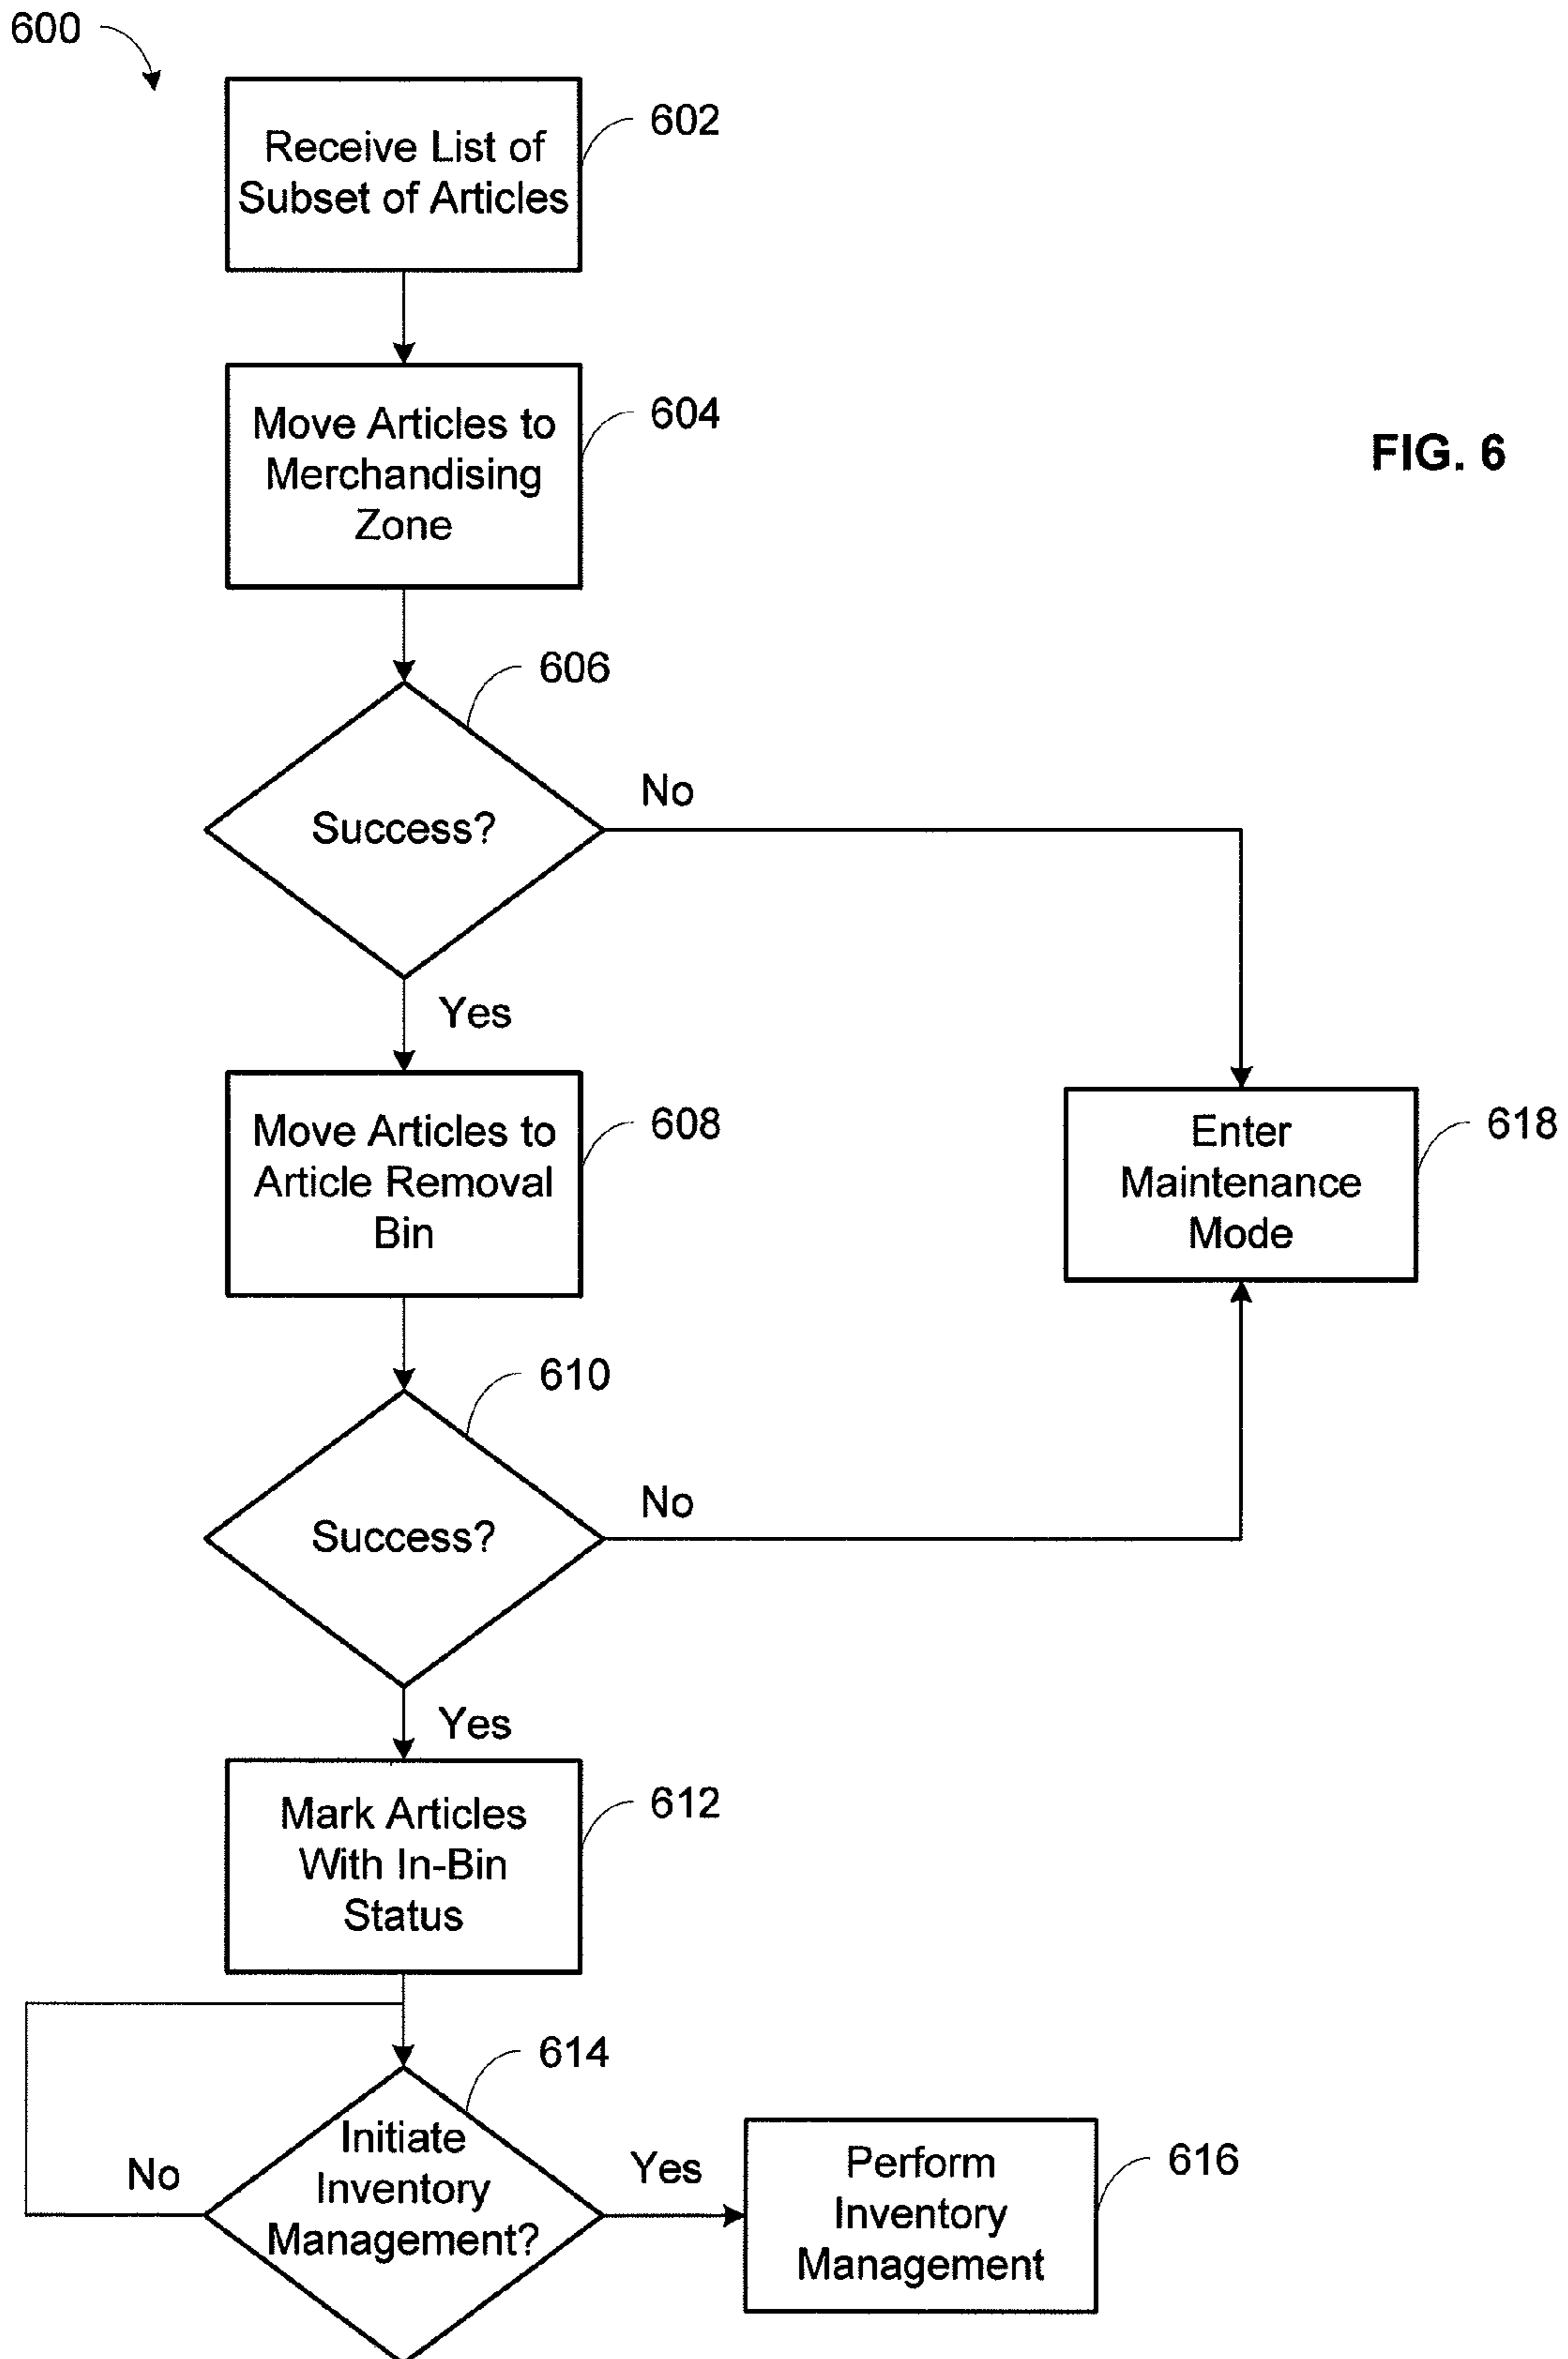 600
Receive List of
Subset of Articles
602
Move Articles to
Merchandising
Zone
604
FIG. 6
606
Success?
No
Yes
Move Articles to
Article Removal
Bin
608
Enter
Maintenance
Mode
618
610
Success?
No
Yes
Mark Articles
With In-Bin
Status
612
614
Initiate
Inventory
Management?
No
Yes
Perform
Inventory
Management
616